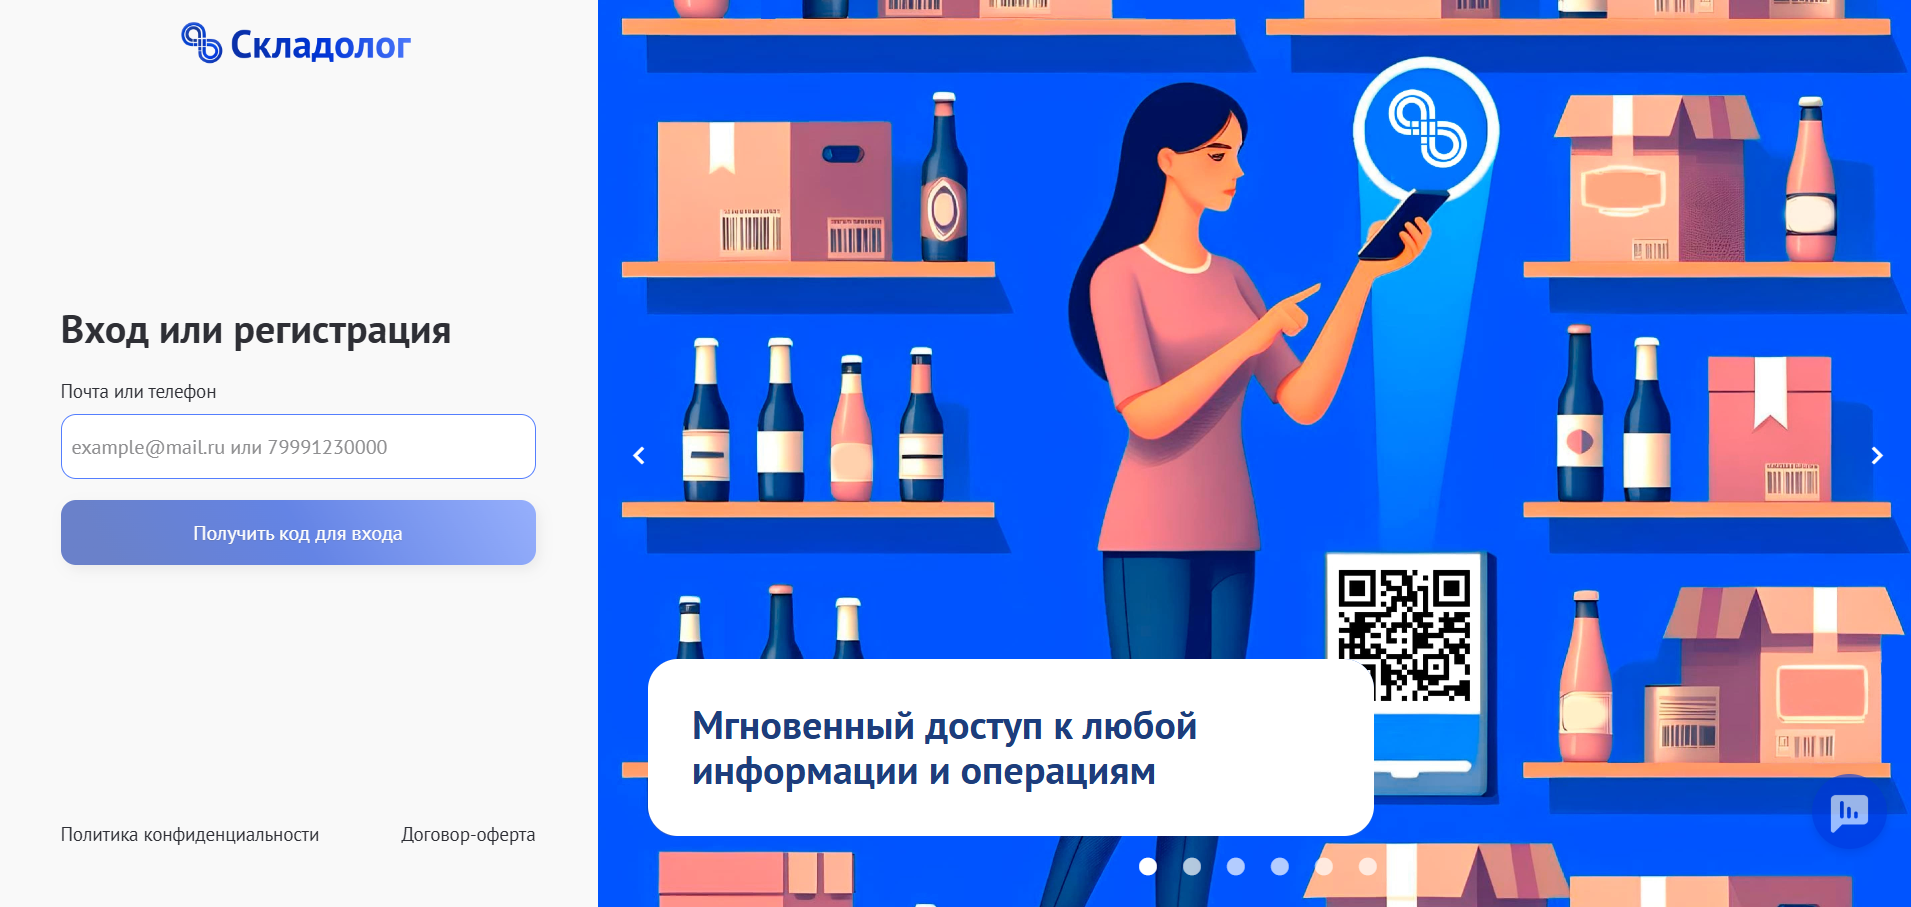 Складолог
Вход или регистрация
Почта или телефон
example@mail.ru или 79991230000
Получить код для входа
Политика конфиденциальности
Договор-оферта
Мгновенный доступ к любой
информации и операциям